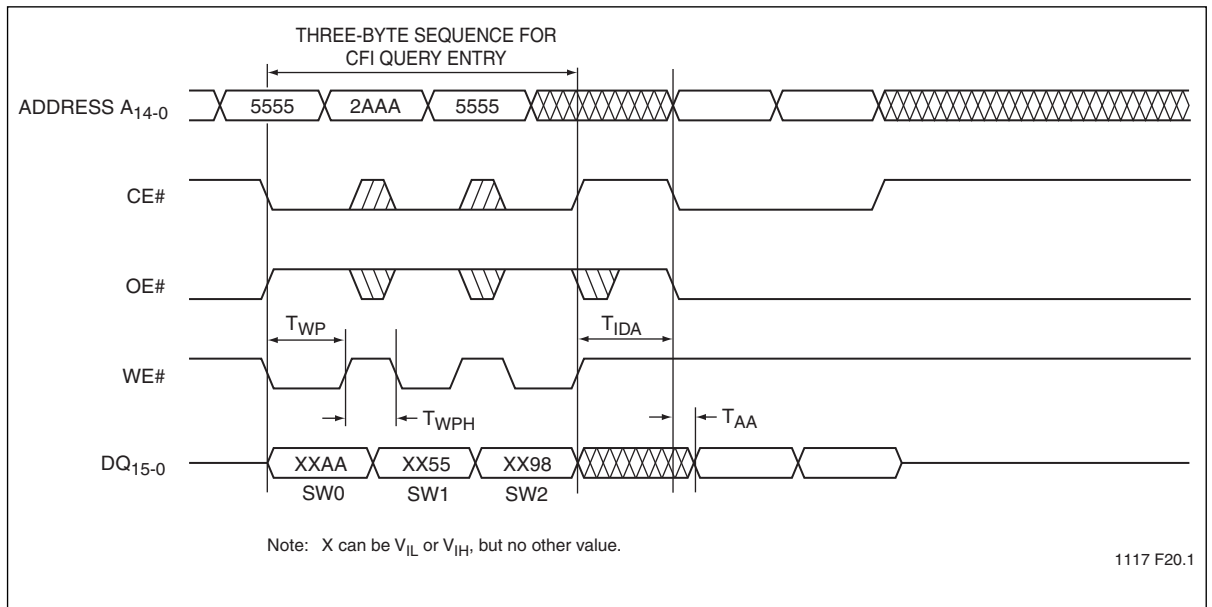 THREE-BYTE SEQUENCE FOR
CFI QUERY ENTRY
ADDRESS A14-0
5555 2AAA 5555
CE#
OE#
TWP TIDA
WE#
TWPH TAA
DQ15-0
XXAA XX55 XX98
SW0 SW1 SW2
Note: X can be VIL or VIH, but no other value.
1117 F20.1